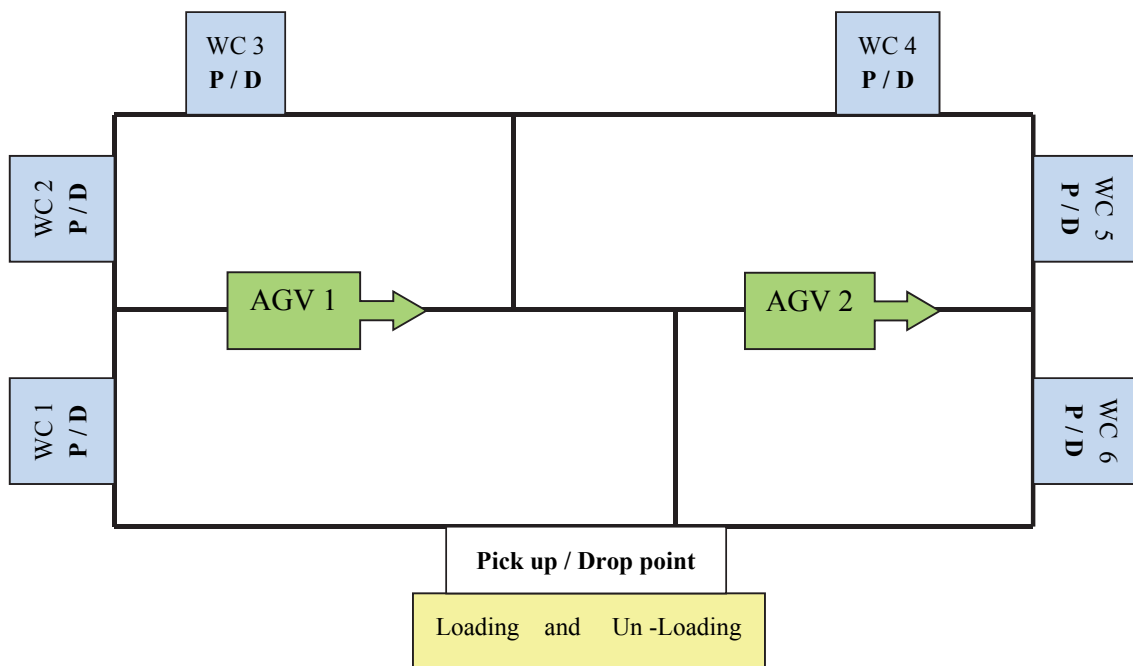 WC 3
P / D
WC 4
P / D
WC 2
P / D
WC 5
P / D
AGV 1
AGV 2
WC 1
P / D
WC 6
P / D
Pick up / Drop point
Loading and Un -Loading